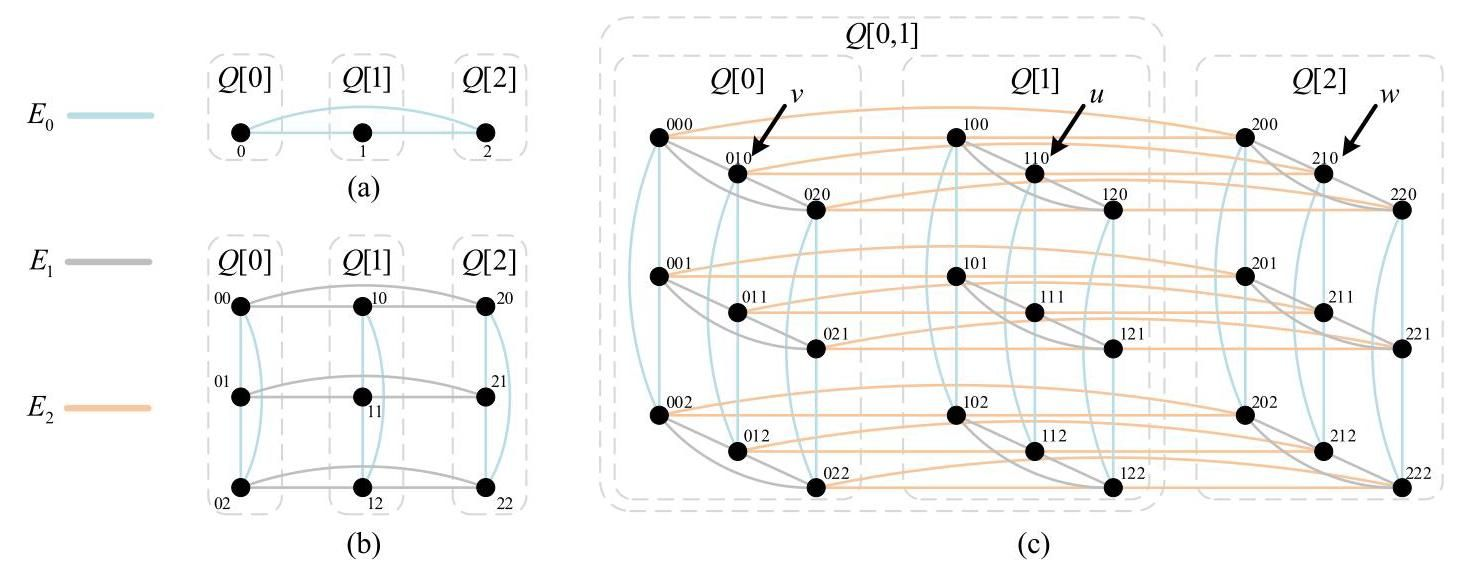 E0
E1
E2
Q[0] Q[1] Q[2]
0 1 2
(a)
Q[0] Q[1] Q[2]
00 10 20
01 11 21
02 12 22
(b)
Q[0,1]
Q[0] Q[1] Q[2]
v u w
000 100 200
010 110 210
020 120 220
001 101 201
011 111 211
021 121 221
002 102 202
012 112 212
022 122 222
(c)